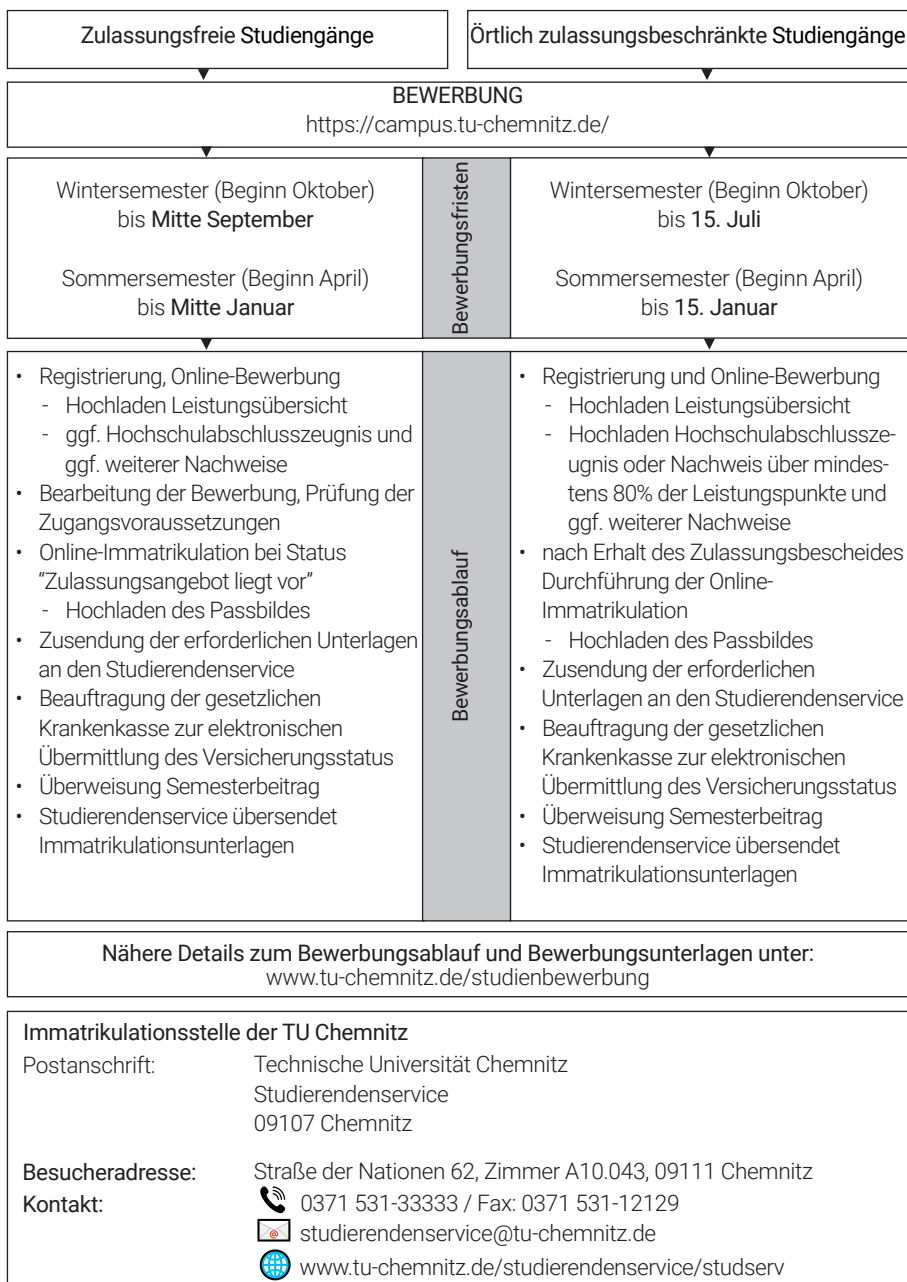 Zulassungsfreie Studiengänge
Örtlich zulassungsbeschränkte Studiengänge
BEWERBUNG
https://campus.tu-chemnitz.de/
Wintersemester (Beginn Oktober)
bis Mitte September
Sommersemester (Beginn April)
bis Mitte Januar
Bewerbungsfristen
Wintersemester (Beginn Oktober)
bis 15. Juli
Sommersemester (Beginn April)
bis 15. Januar
• Registrierung, Online-Bewerbung
- Hochladen Leistungsübersicht
- ggf. Hochschulabschlusszeugnis und
ggf. weiterer Nachweise
• Bearbeitung der Bewerbung, Prüfung der
Zugangsvoraussetzungen
• Online-Immatrikulation bei Status
"Zulassungsangebot liegt vor"
- Hochladen des Passbildes
• Zusendung der erforderlichen Unterlagen
an den Studierendenservice
• Beauftragung der gesetzlichen
Krankenkasse zur elektronischen
Übermittlung des Versicherungsstatus
• Überweisung Semesterbeitrag
• Studierendenservice übersendet
Immatrikulationsunterlagen
Bewerbungsablauf
• Registrierung und Online-Bewerbung
- Hochladen Leistungsübersicht
- Hochladen Hochschulabschlussze-
ugnis oder Nachweis über mindes-
tens 80% der Leistungspunkte und
ggf. weiterer Nachweise
• nach Erhalt des Zulassungsbescheides
Durchführung der Online-
Immatrikulation
- Hochladen des Passbildes
• Zusendung der erforderlichen
Unterlagen an den Studierendenservice
• Beauftragung der gesetzlichen
Krankenkasse zur elektronischen
Übermittlung des Versicherungsstatus
• Überweisung Semesterbeitrag
• Studierendenservice übersendet
Immatrikulationsunterlagen
Nähere Details zum Bewerbungsablauf und Bewerbungsunterlagen unter:
www.tu-chemnitz.de/studienbewerbung
Immatrikulationsstelle der TU Chemnitz
Postanschrift: Technische Universität Chemnitz
Studierendenservice
09107 Chemnitz
Besucheradresse: Straße der Nationen 62, Zimmer A10.043, 09111 Chemnitz
Kontakt: 0371 531-33333 / Fax: 0371 531-12129
@ studierendenservice@tu-chemnitz.de
www.tu-chemnitz.de/studierendenservice/studserv